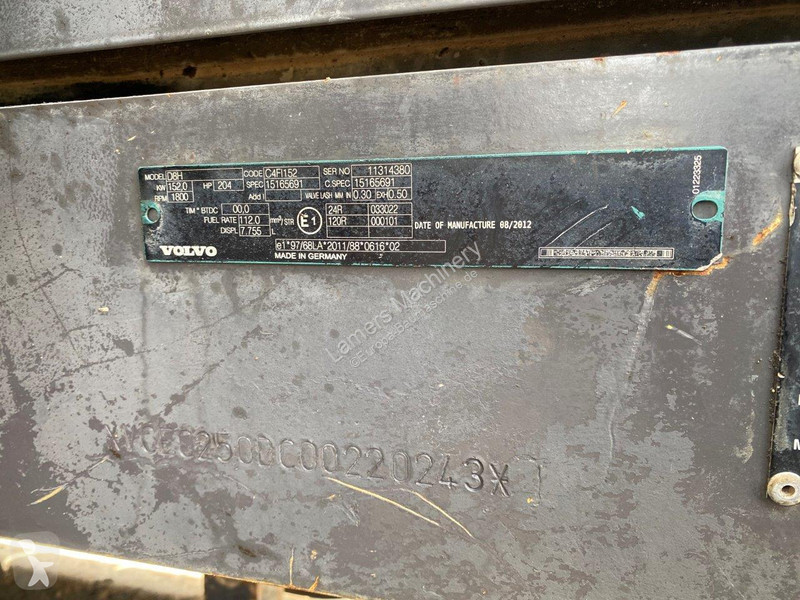 MODEL D8H CODE C4FI152 SER NO 11314380
KW 152,0 HP 204 SPEC 15165691 C.SPEC 15165691
RPM 1800 Add.1 VALVE LASH MM IN 0.30 EXH 0.50
TIM ° BTDC 00,0 24R 033022
FUEL RATE 112.0 mm³/STR E1 120R 000101 DATE OF MANUFACTURE 08/2012
DISPL 7.755 L
VOLVO e1*97/68LA*2011/88*0616*02
MADE IN GERMANY
01223325
Lamers Machinery
220243*